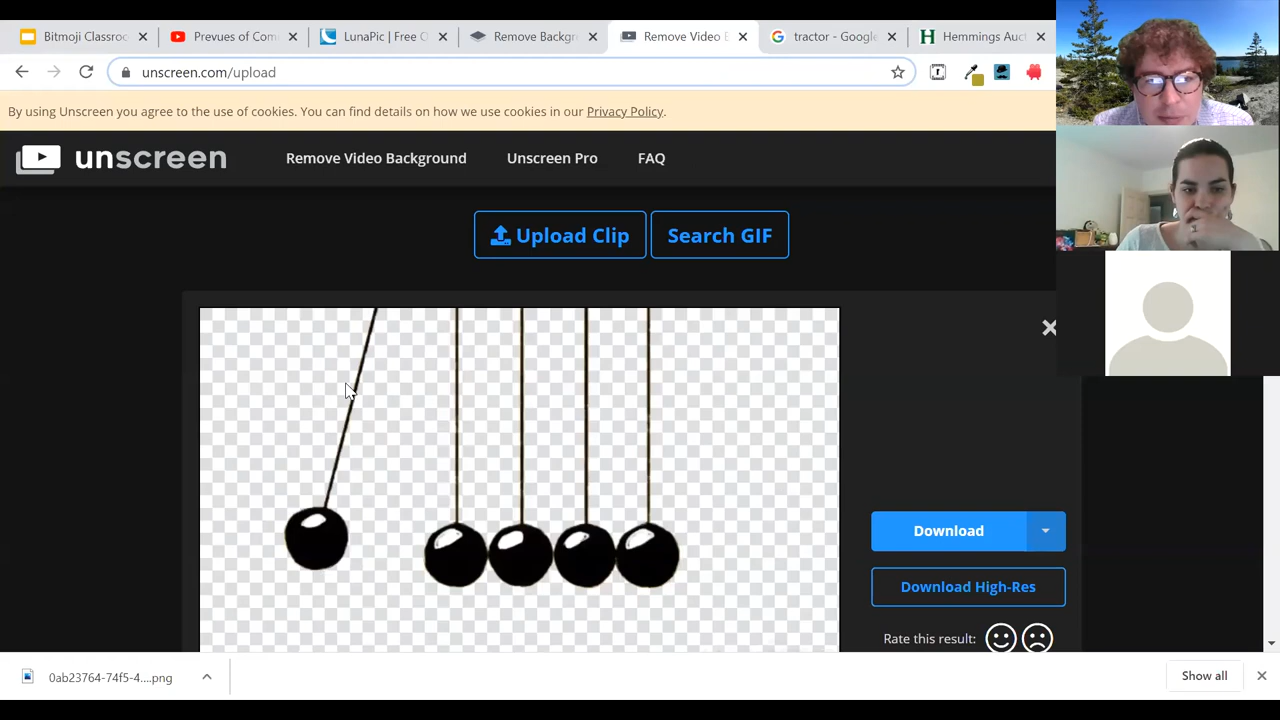 Bitmoji Classroo
Prevues of Com
LunaPic | Free O
Remove Backgr
Remove Video B
tractor - Google
Hemmings Auct
unscreen.com/upload
By using Unscreen you agree to the use of cookies. You can find details on how we use cookies in our Privacy Policy.
unscreen
Remove Video Background
Unscreen Pro
FAQ
Upload Clip
Search GIF
Download
Download High-Res
Rate this result:
0ab23764-74f5-4....png
Show all